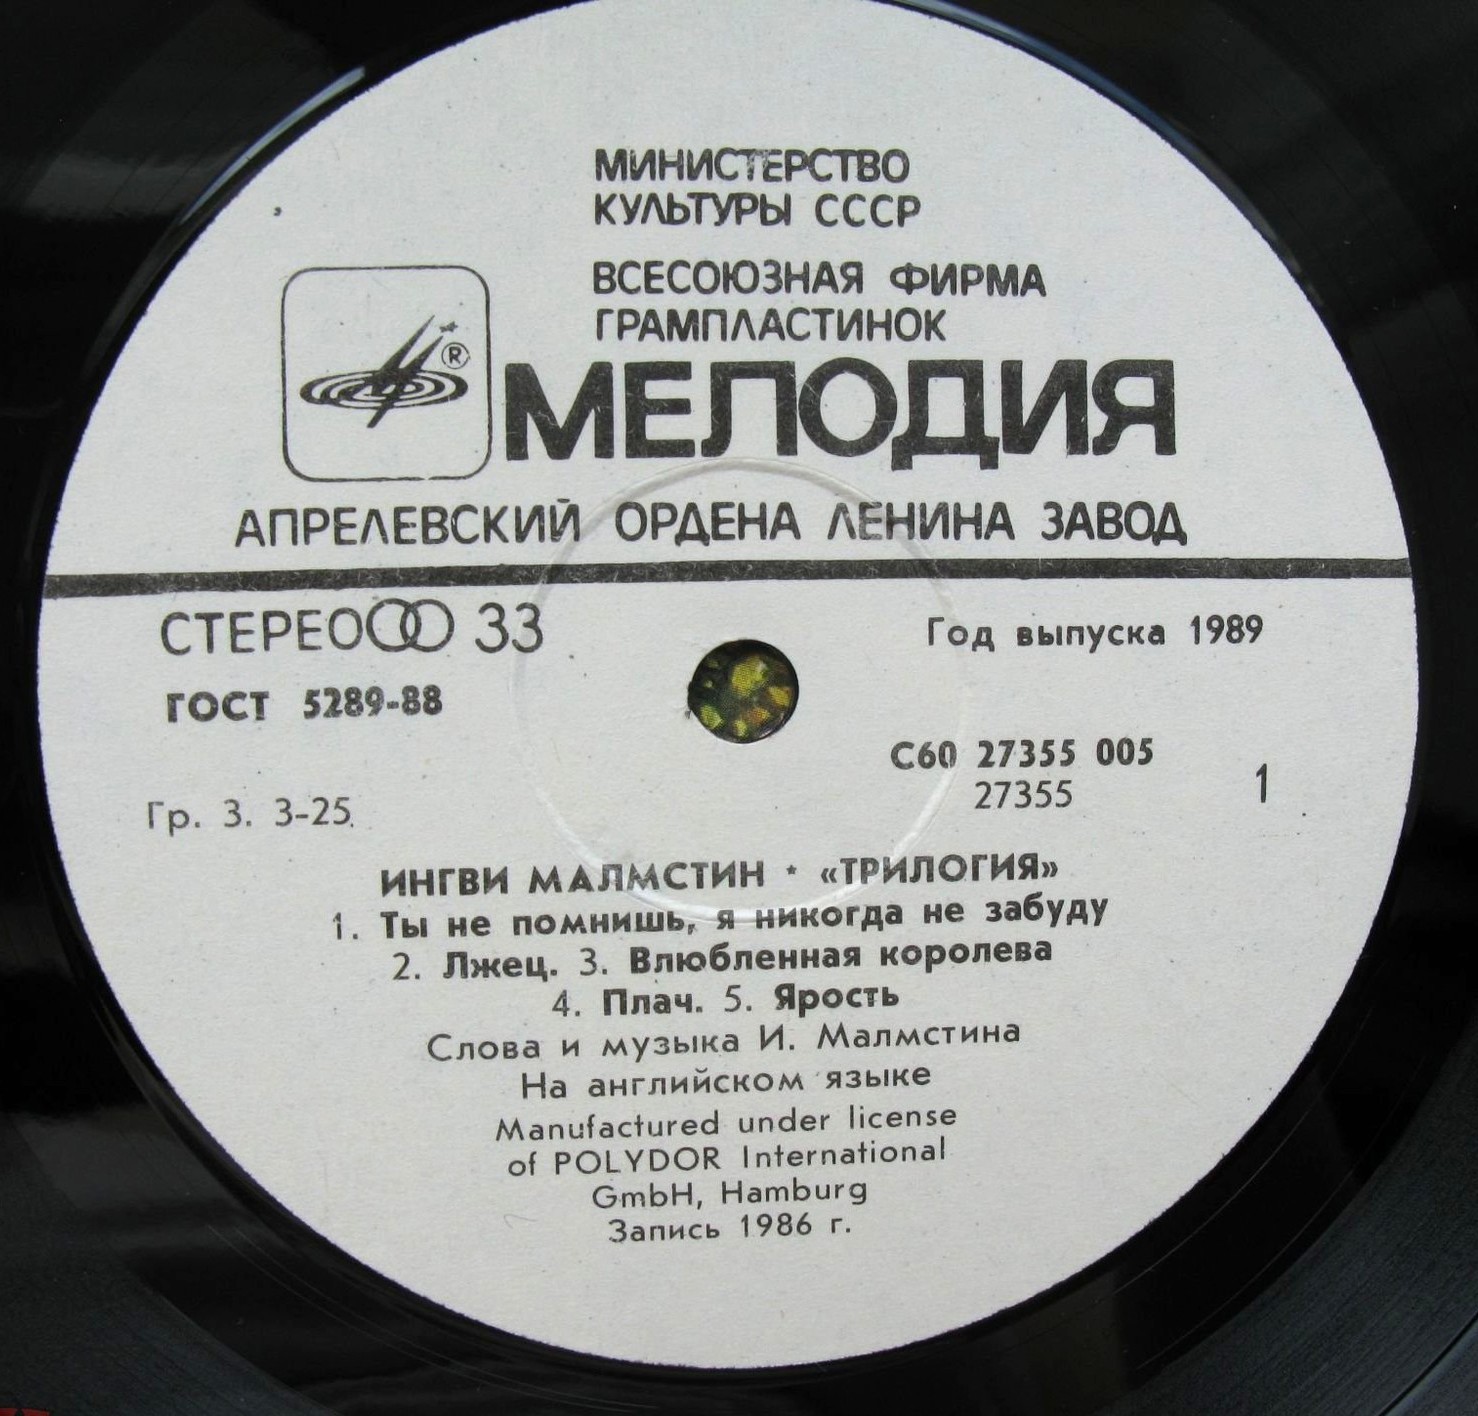 МИНИСТЕРСТВО
КУЛЬТУРЫ СССР
ВСЕСОЮЗНАЯ ФИРМА
ГРАМПЛАСТИНОК
®
МЕЛОДИЯ
АПРЕЛЕВСКИЙ ОРДЕНА ЛЕНИНА ЗАВОД
СТЕРЕО 33
Год выпуска 1989
ГОСТ 5289-88
С60 27355 005
27355
1
Гр. 3. 3-25.
ИНГВИ МАЛМСТИН * «ТРИЛОГИЯ»
1. Ты не помнишь, я никогда не забуду
2. Лжец. 3. Влюбленная королева
4. Плач. 5. Ярость
Слова и музыка И. Малмстина
На английском языке
Manufactured under license
of POLYDOR International
GmbH, Hamburg
Запись 1986 г.